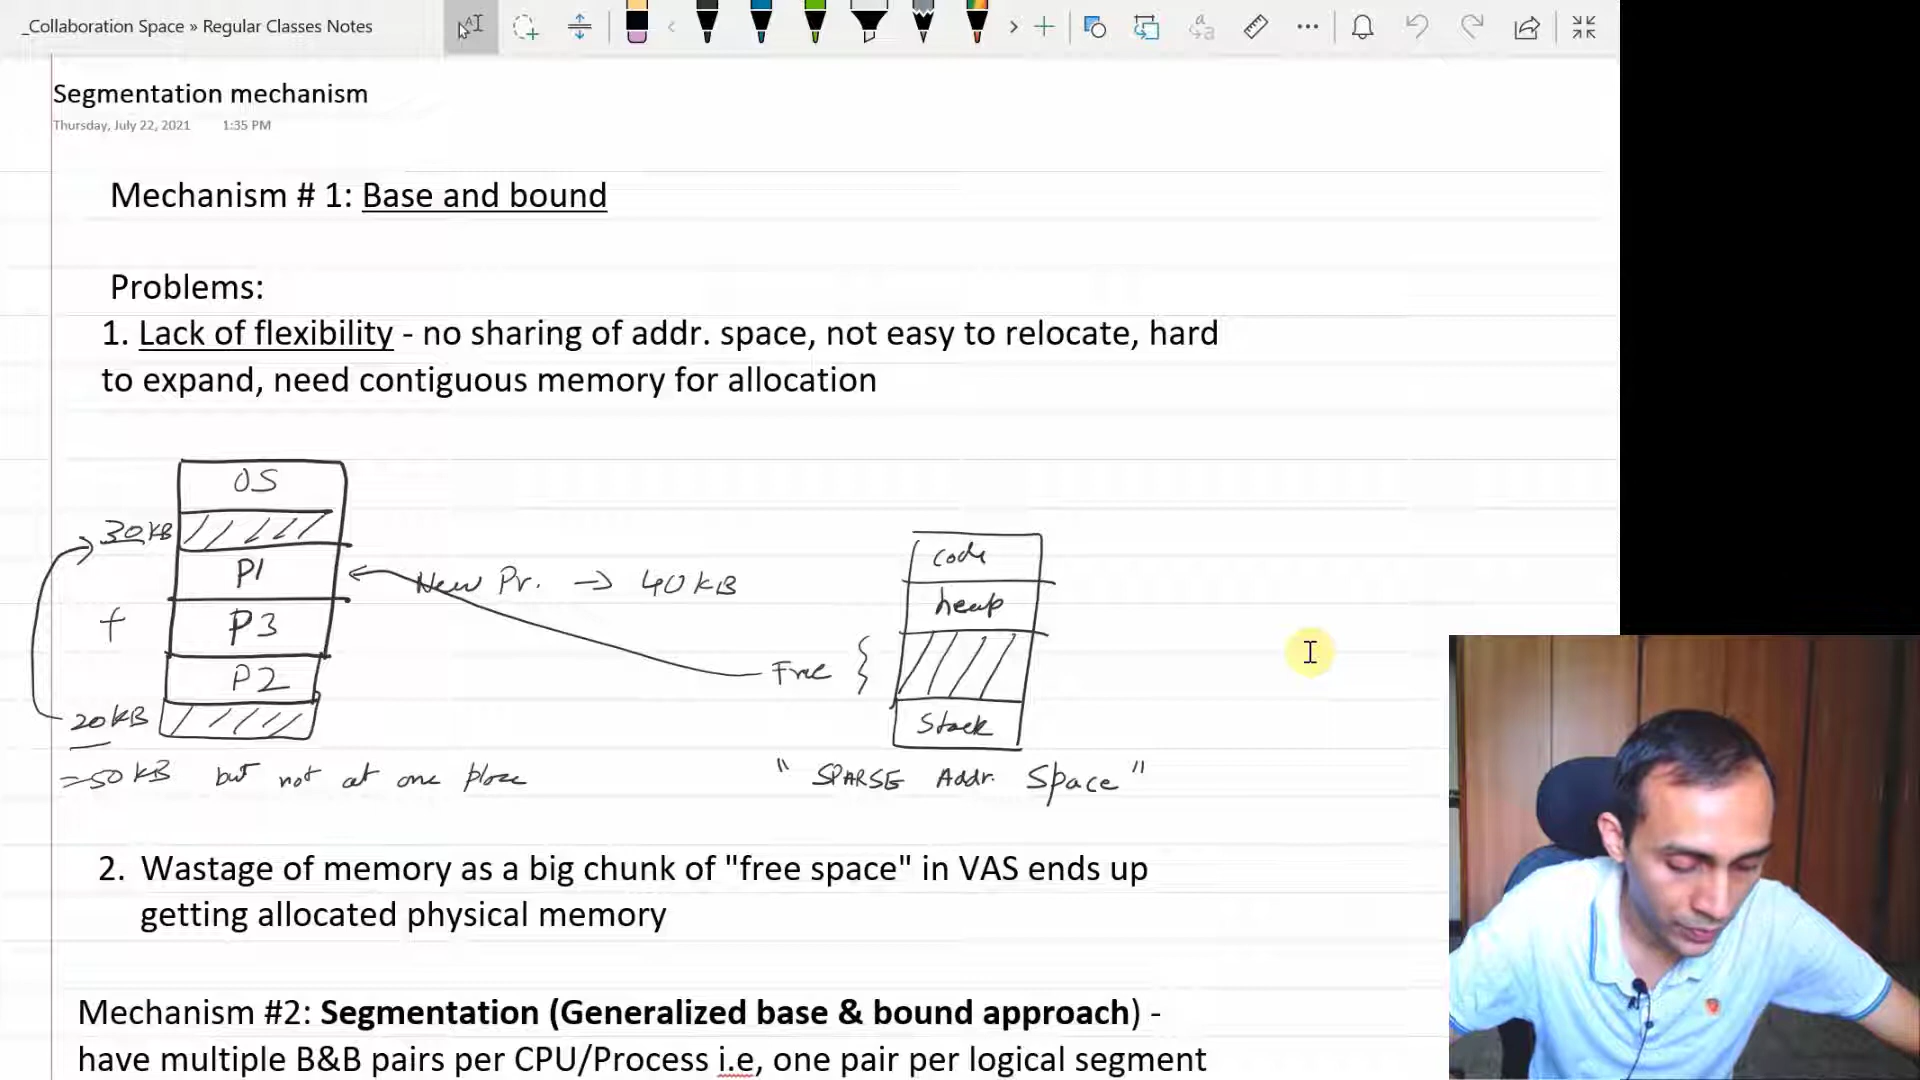 _Collaboration Space » Regular Classes Notes
Segmentation mechanism
Thursday, July 22, 2021 1:35 PM
Mechanism # 1: Base and bound
Problems:
1. Lack of flexibility - no sharing of addr. space, not easy to relocate, hard
to expand, need contiguous memory for allocation
OS
30KB
P1
New Pr. → 40KB
+
P3
P2
20KB
=50KB but not at one place
code
heap
Free
Stack
" SPARSE Addr. Space "
2. Wastage of memory as a big chunk of "free space" in VAS ends up
getting allocated physical memory
Mechanism #2: Segmentation (Generalized base & bound approach) -
have multiple B&B pairs per CPU/Process i.e, one pair per logical segment